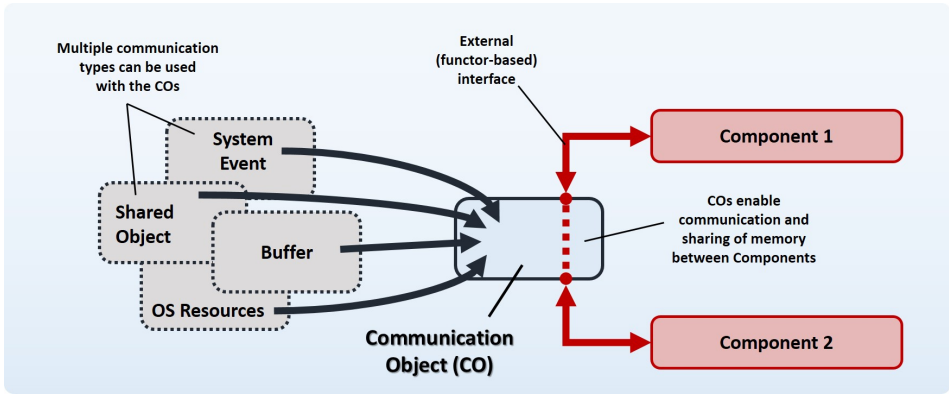 Multiple communication
types can be used
with the COs
External
(functor-based)
interface
System
Event
Shared
Object
Buffer
OS Resources
Communication
Object (CO)
Component 1
COs enable
communication and
sharing of memory
between Components
Component 2